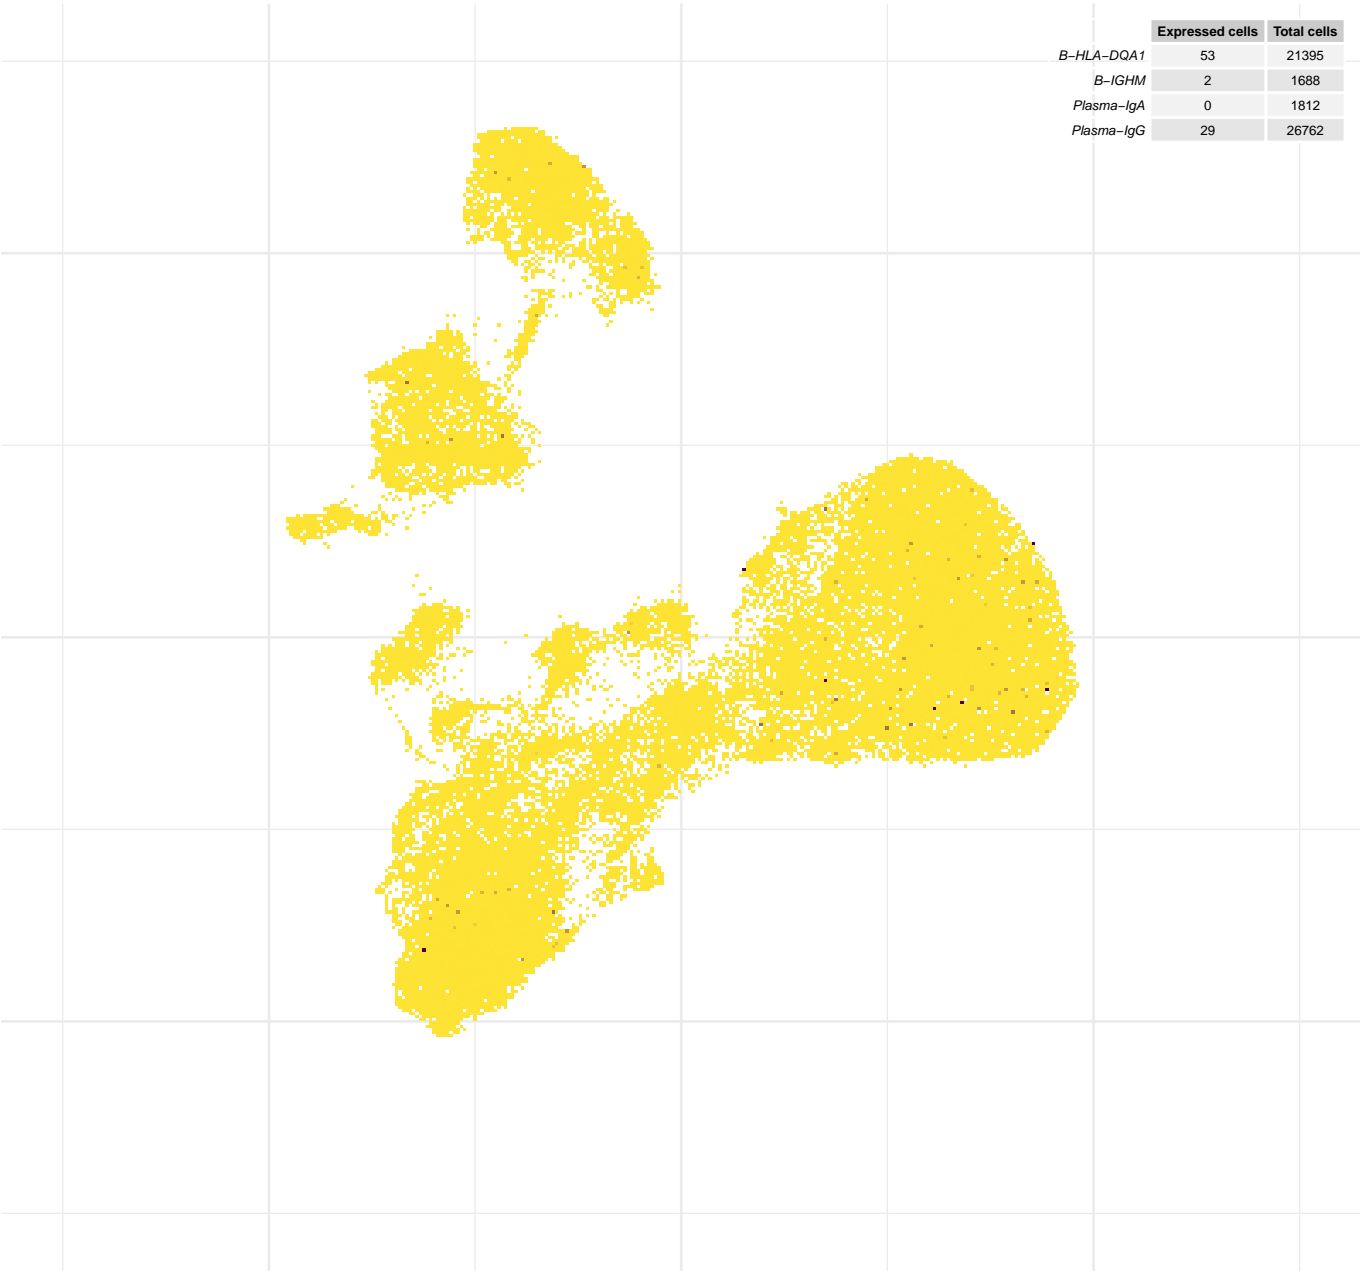 Expressed cells Total cells
B–HLA–DQA1 53 21395
B–IGHM 2 1688
Plasma–IgA 0 1812
Plasma–IgG 29 26762